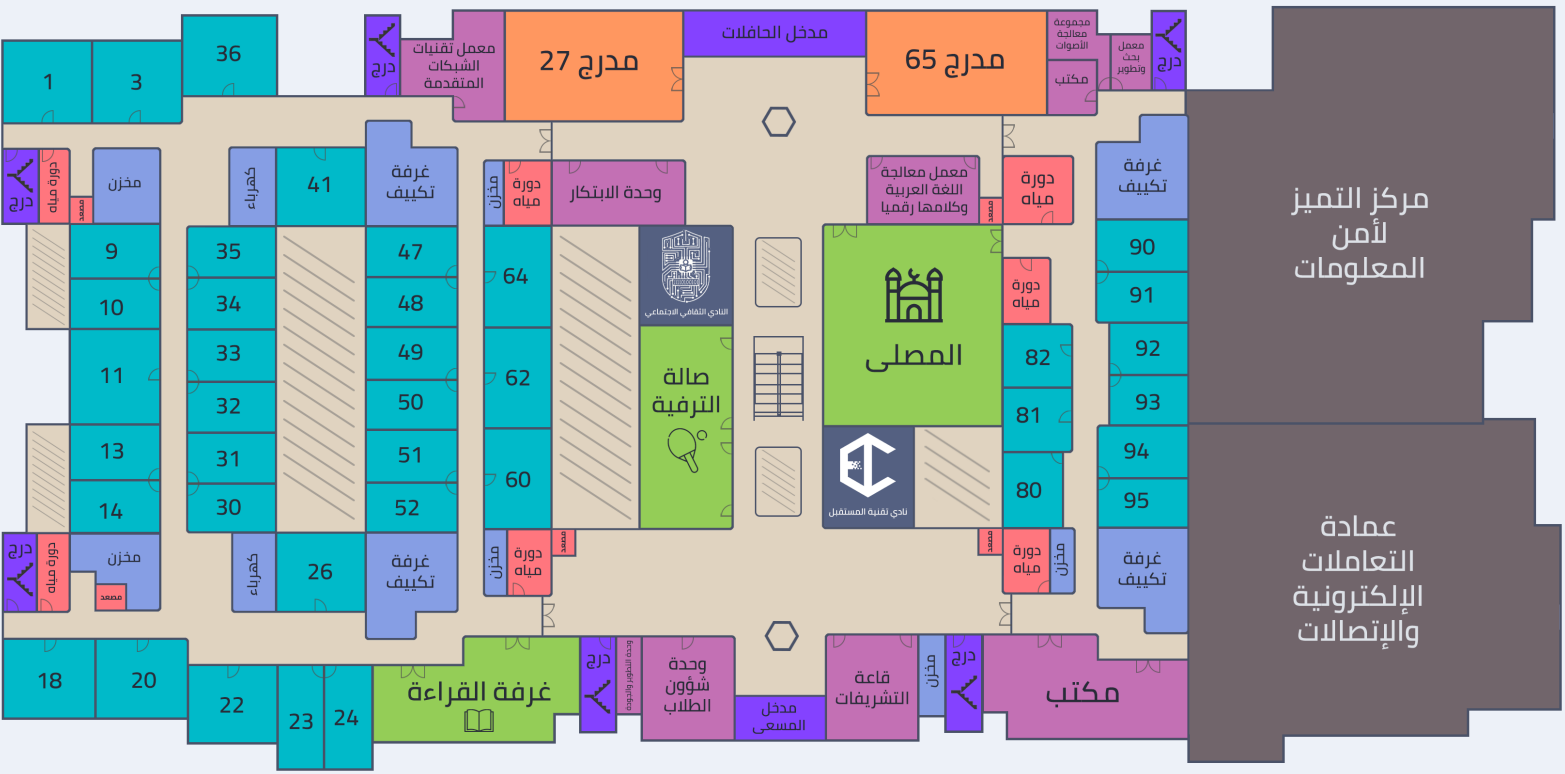 36
درج
معمل تقنيات
الشبكات
المتقدمة
مدرج 27
مدخل الحافلات
مدرج 65
مجموعة
معالجة
الأصوات
مكتب
معمل
بحث
وتطوير
درج
1
3
درج
دورة مياه
مصعد
مخزن
كهرباء
41
غرفة
تكييف
مخزن
دورة
مياه
وحدة الابتكار
معمل معالجة
اللغة العربية
وكلامها رقميا
مصعد
دورة
مياه
غرفة
تكييف
مركز التميز
لأمن
المعلومات
9
10
11
13
14
35
34
33
32
31
30
47
48
49
50
51
52
64
62
60
النادي الثقافي الاجتماعي
صالة
الترفية
المصلى
نادي تقنية المستقبل
دورة
مياه
82
81
80
90
91
92
93
94
95
درج
دورة مياه
مخزن
مصعد
كهرباء
26
غرفة
تكييف
مخزن
دورة
مياه
مصعد
مصعد
دورة
مياه
مخزن
غرفة
تكييف
عمادة
التعاملات
الإلكترونية
والإتصالات
18
20
22
23
24
غرفة القراءة
درج
وحدة التطوير والجودة
وحدة
شؤون
الطلاب
مدخل
المسعى
قاعة
التشريفات
مخزن
درج
مكتب